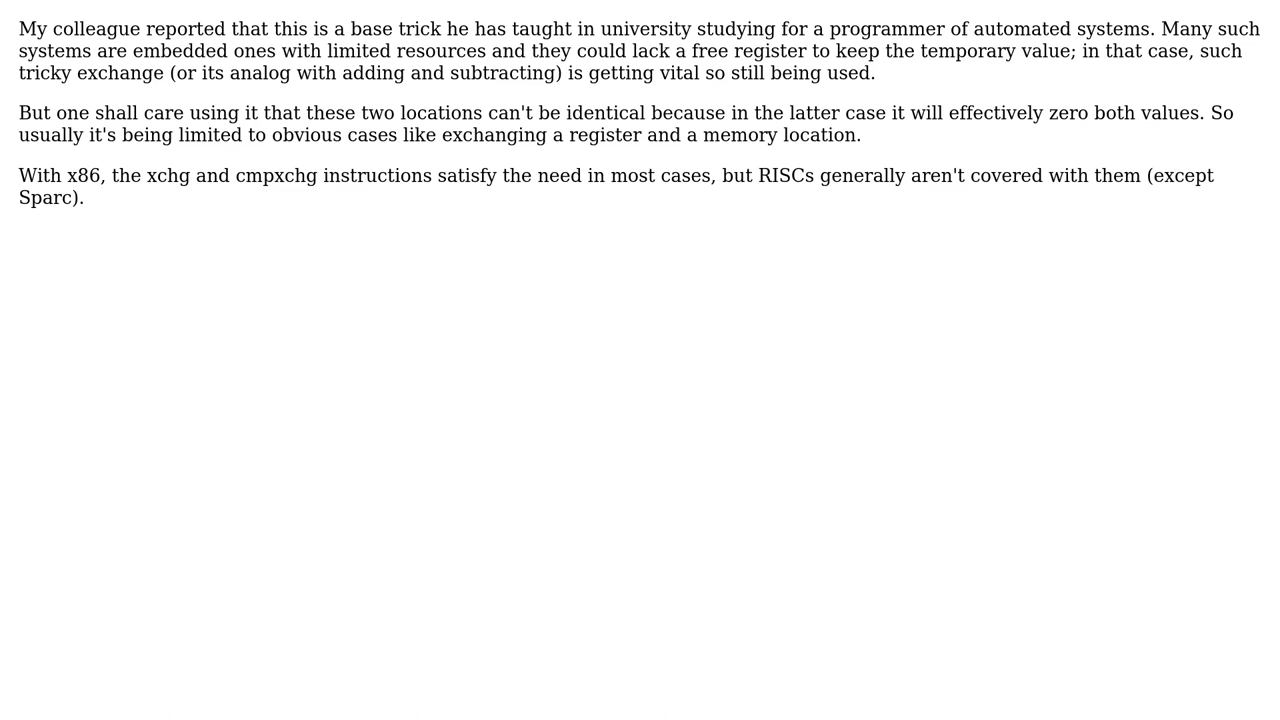 My colleague reported that this is a base trick he has taught in university studying for a programmer of automated systems. Many such
systems are embedded ones with limited resources and they could lack a free register to keep the temporary value; in that case, such
tricky exchange (or its analog with adding and subtracting) is getting vital so still being used.
But one shall care using it that these two locations can't be identical because in the latter case it will effectively zero both values. So
usually it's being limited to obvious cases like exchanging a register and a memory location.
With x86, the xchg and cmpxchg instructions satisfy the need in most cases, but RISCs generally aren't covered with them (except
Sparc).